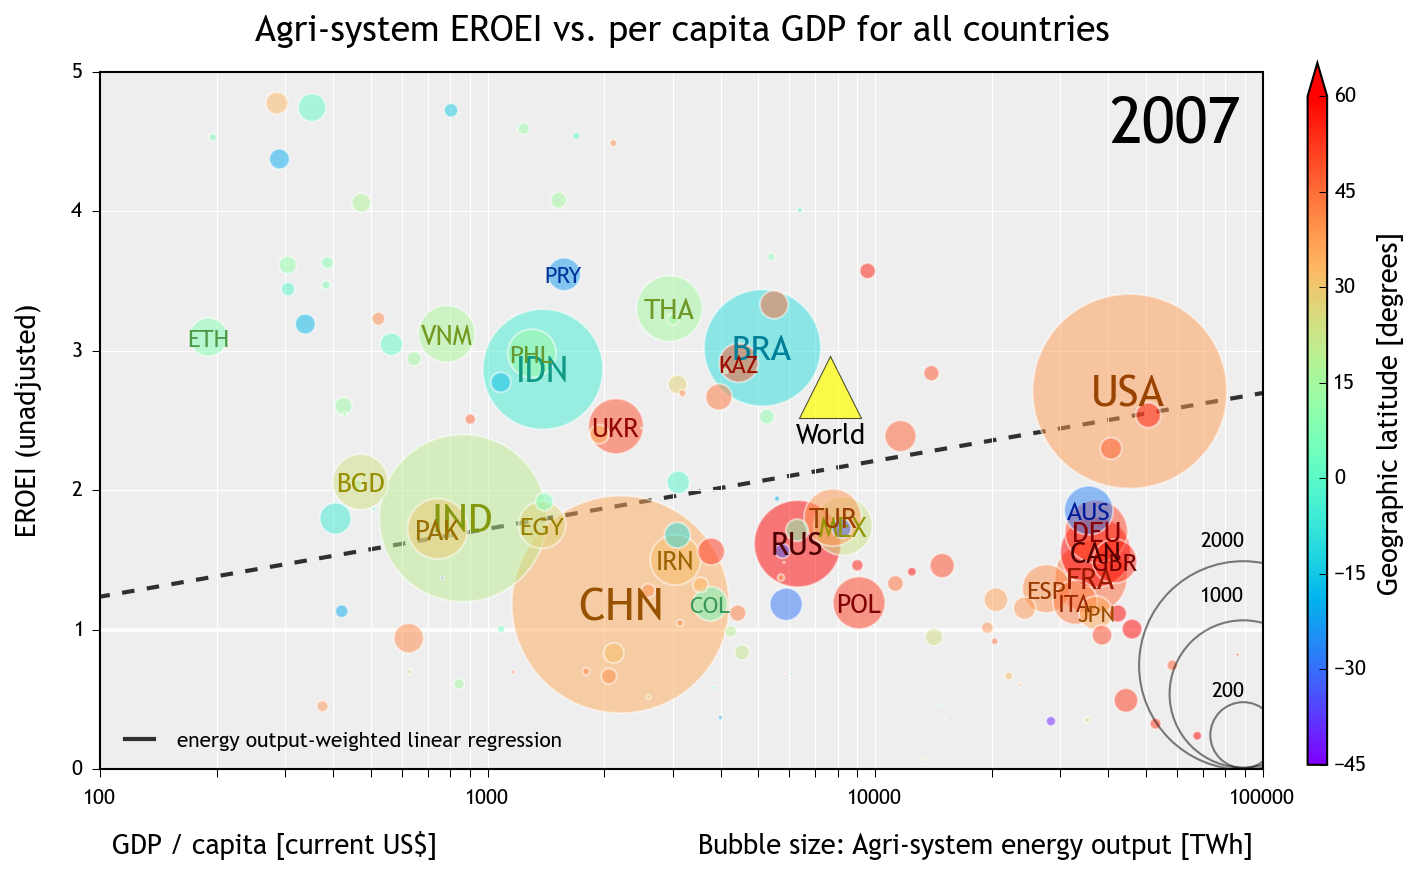 Agri-system EROEI vs. per capita GDP for all countries
2007
EROEI (unadjusted)
5
4
3
2
1
0
PRY
THA
ETH
VNM
PHL
IDN
BRA
KAZ
USA
UKR
World
BGD
IND
PAK
EGY
TUR
MEX
RUS
AUS
DEU
CAN
GBR
FRA
IRN
CHN
COL
POL
ESP
ITA
JPN
2000
1000
200
energy output-weighted linear regression
100
1000
10000
100000
GDP / capita [current US$]
Bubble size: Agri-system energy output [TWh]
60
45
30
15
0
−15
−30
−45
Geographic latitude [degrees]